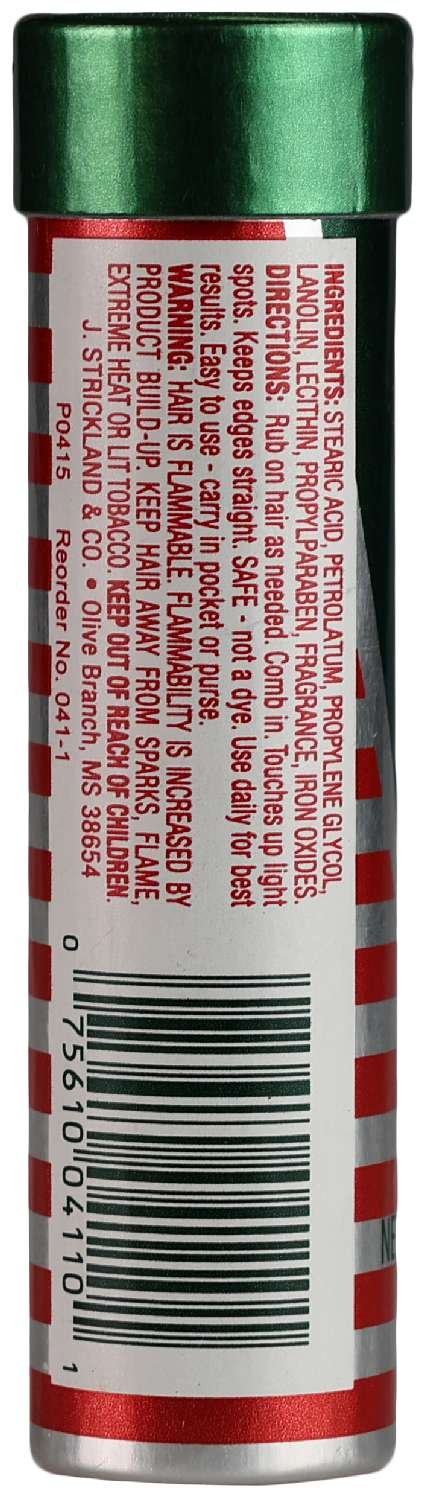 INGREDIENTS: STEARIC ACID, PETROLATUM, PROPYLENE GLYCOL,
LANOLIN, LECITHIN, PROPYLPARABEN, FRAGRANCE, IRON OXIDES.
DIRECTIONS: Rub on hair as needed. Comb in. Touches up light
spots. Keeps edges straight. SAFE - not a dye. Use daily for best
results. Easy to use - carry in pocket or purse.
WARNING: HAIR IS FLAMMABLE. FLAMMABILITY IS INCREASED BY
PRODUCT BUILD-UP. KEEP HAIR AWAY FROM SPARKS, FLAME,
EXTREME HEAT OR LIT TOBACCO. KEEP OUT OF REACH OF CHILDREN.
J. STRICKLAND & CO. • Olive Branch, MS 38654
P0415 Reorder No. 041-1
0 75610 04110 1
NE